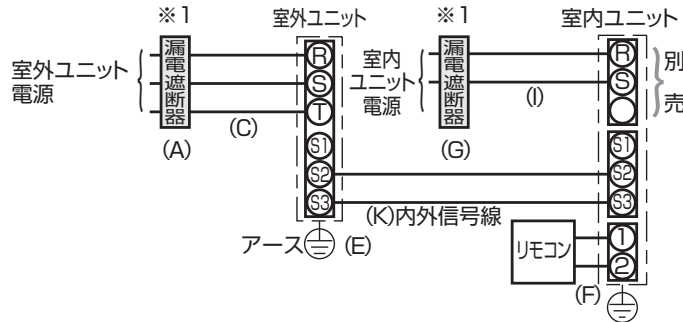 ※1
室外ユニット
※1
室内ユニット
室外ユニット
電源
漏電遮断器
R
S
T
S1
S2
S3
(C)
(A)
室内
ユニット
電源
漏電遮断器
(I)
(G)
R
S
S1
S2
S3
1
2
別売
(K)内外信号線
アース
(E)
リモコン
(F)